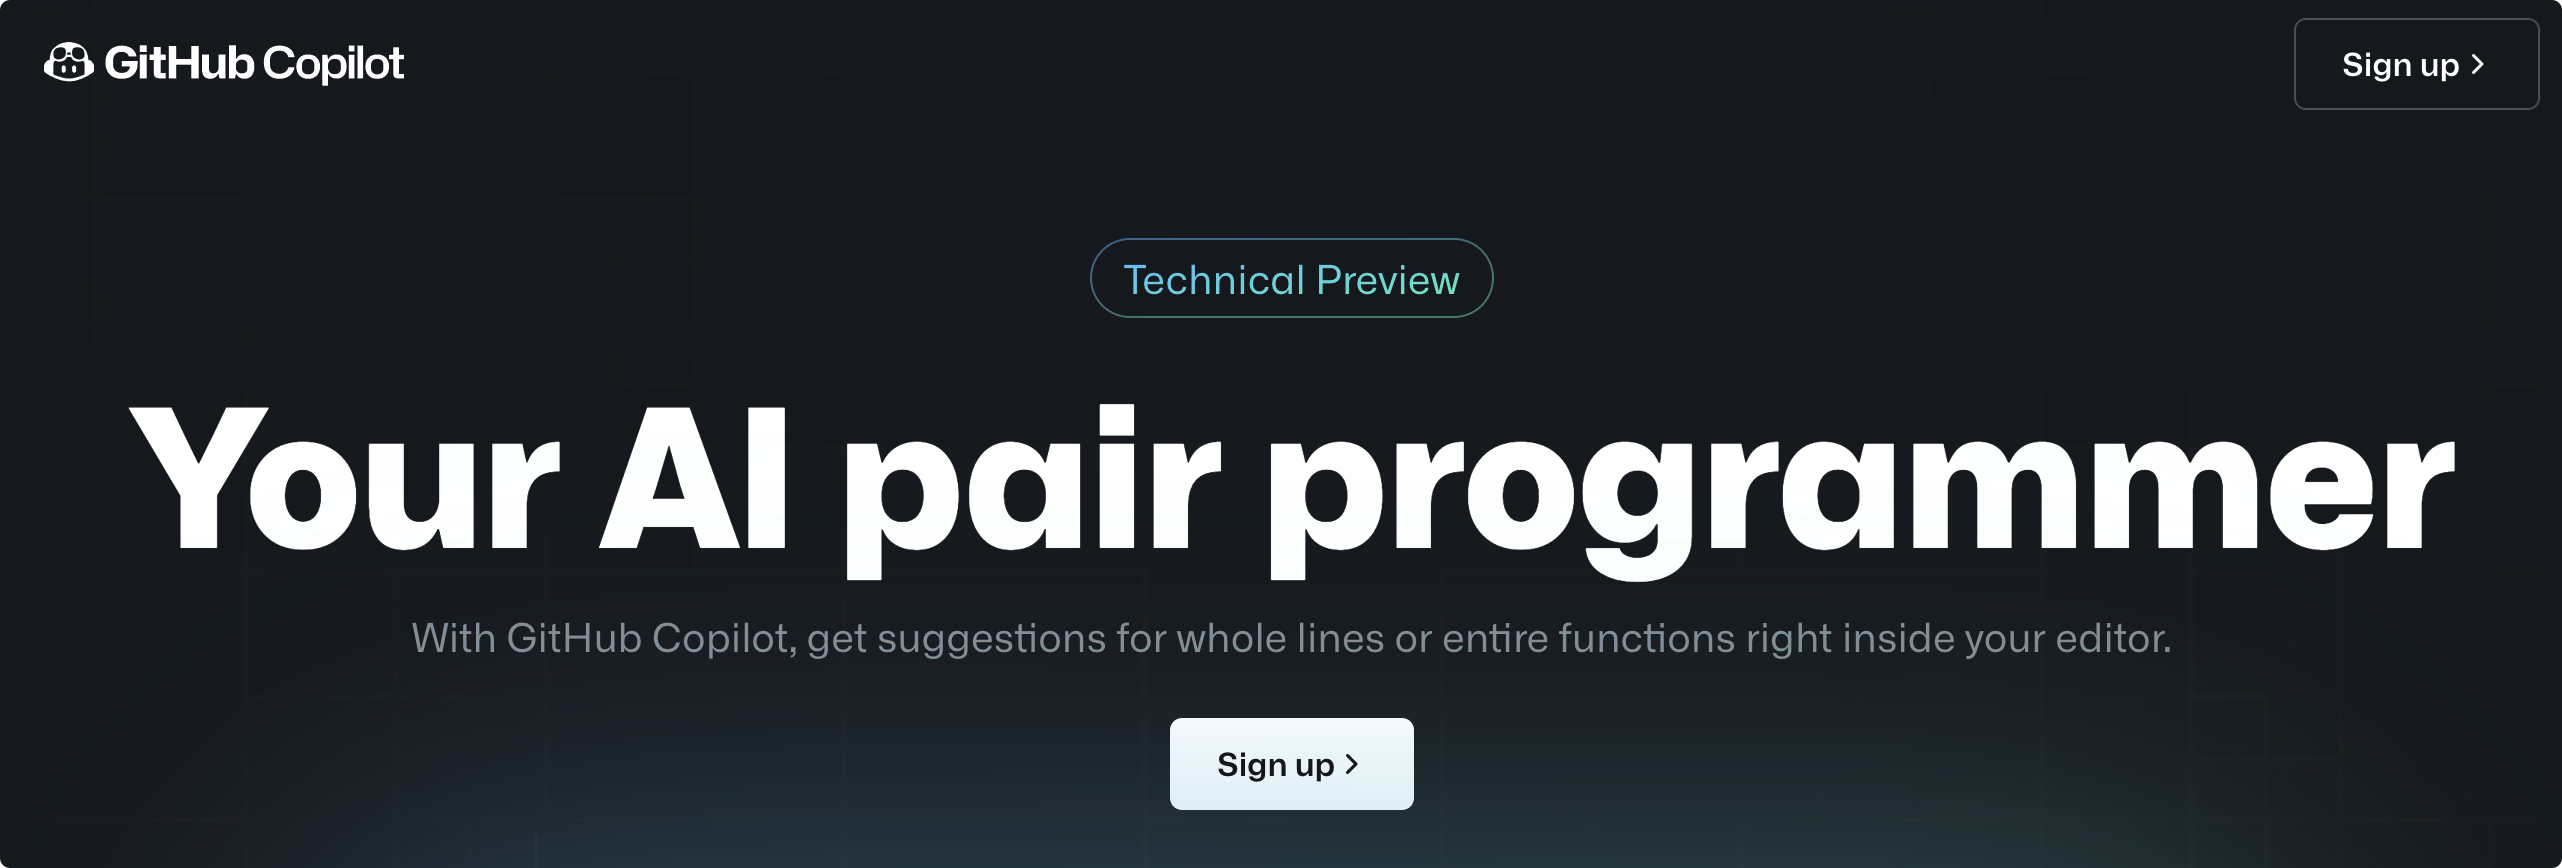 GitHub Copilot
Sign up
Technical Preview
Your AI pair programmer
With GitHub Copilot, get suggestions for whole lines or entire functions right inside your editor.
Sign up